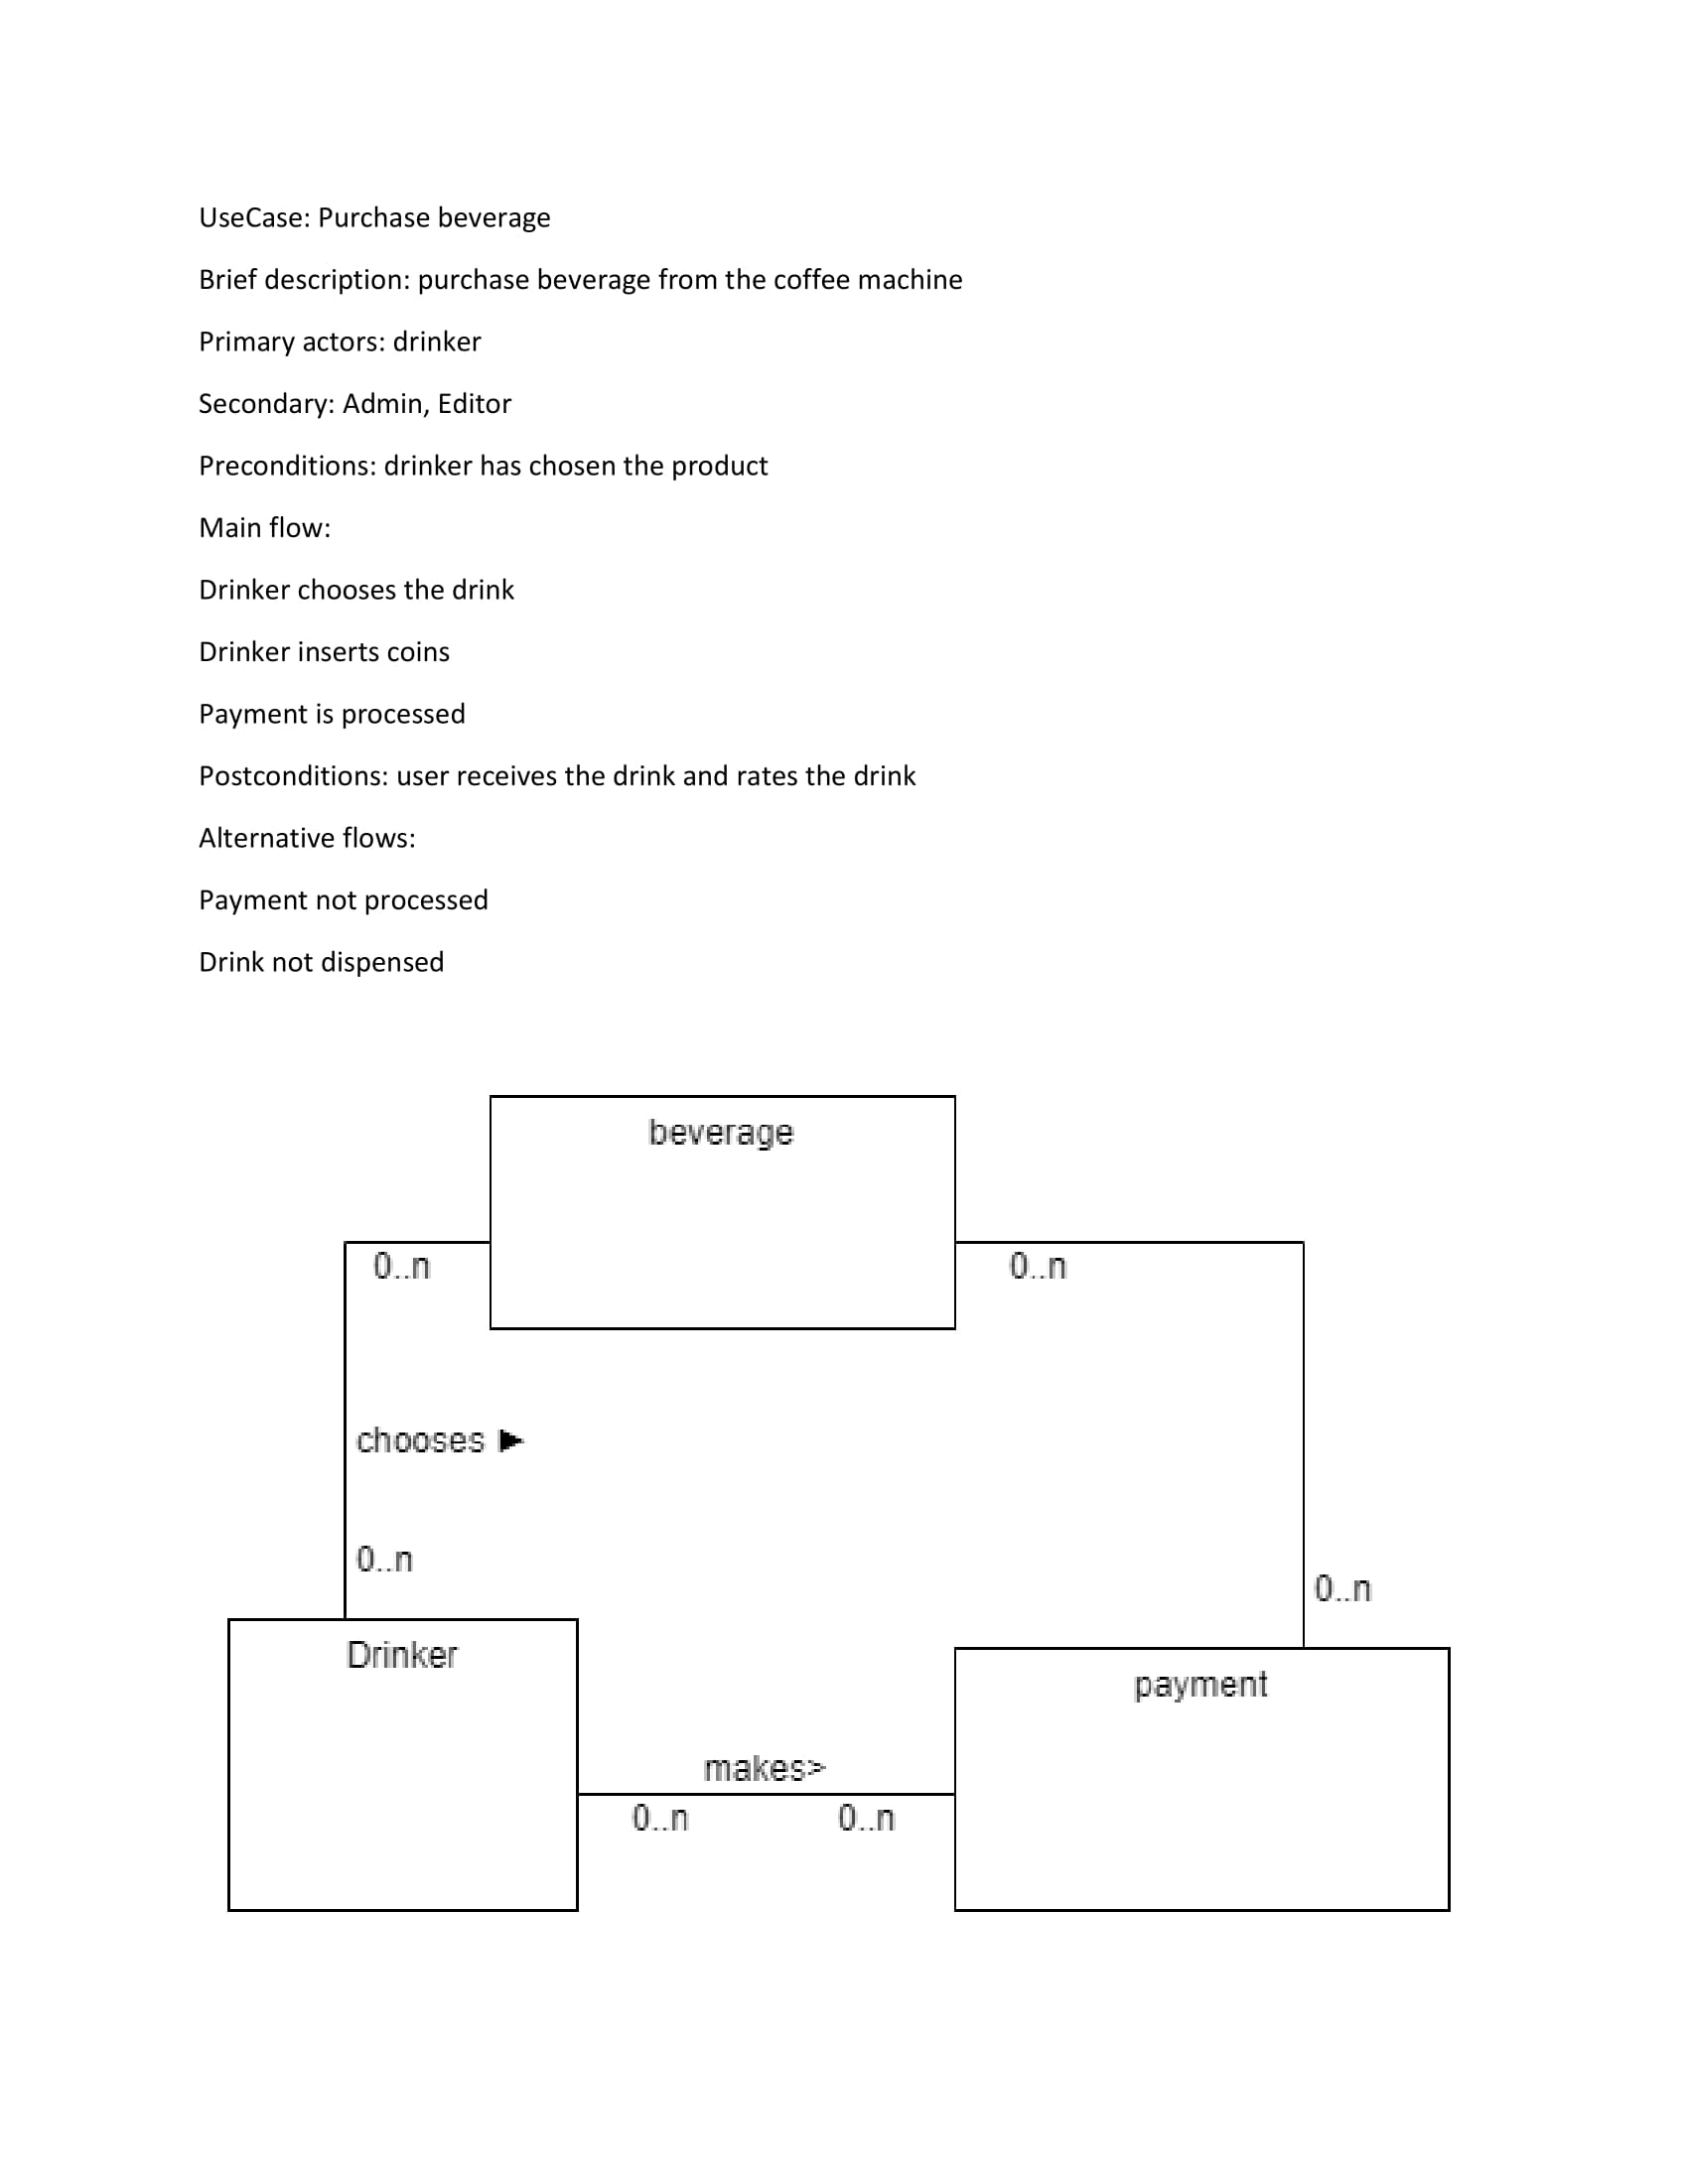 UseCase: Purchase beverage
Brief description: purchase beverage from the coffee machine
Primary actors: drinker
Secondary: Admin, Editor
Preconditions: drinker has chosen the product
Main flow:
Drinker chooses the drink
Drinker inserts coins
Payment is processed
Postconditions: user receives the drink and rates the drink
Alternative flows:
Payment not processed
Drink not dispensed
beverage
0..n
0..n
chooses ►
0..n
0..n
Drinker
payment
makes>
0..n
0..n